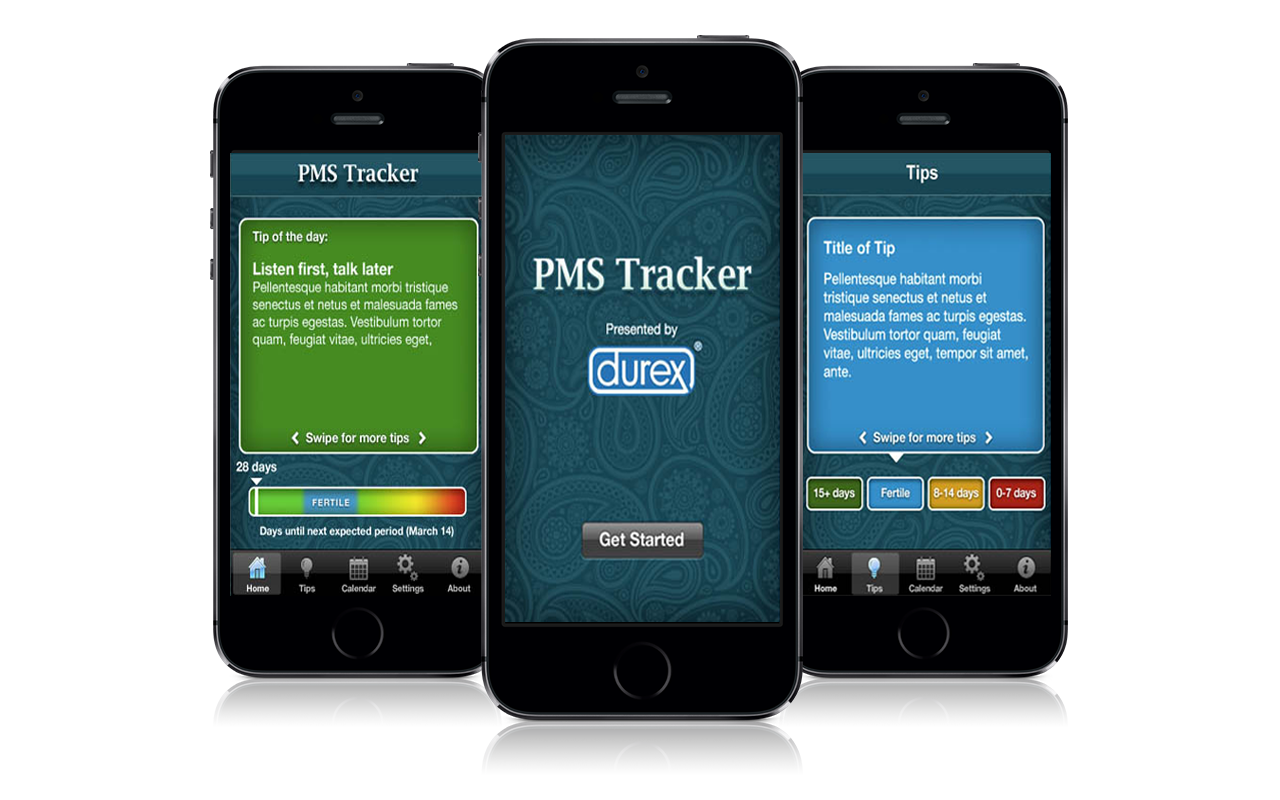 PMS Tracker
Tip of the day:
Listen first, talk later
Pellentesque habitant morbi tristique
senectus et netus et malesuada fames
ac turpis egestas. Vestibulum tortor
quam, feugiat vitae, ultricies eget,
Swipe for more tips
28 days
FERTILE
Days until next expected period (March 14)
Home Tips Calendar Settings About
PMS Tracker
Presented by
durex®
Get Started
Tips
Title of Tip
Pellentesque habitant morbi
tristique senectus et netus et
malesuada fames ac turpis egestas.
Vestibulum tortor quam, feugiat
vitae, ultricies eget, tempor sit amet,
ante.
Swipe for more tips
15+ days Fertile 8-14 days 0-7 days
Home Tips Calendar Settings About